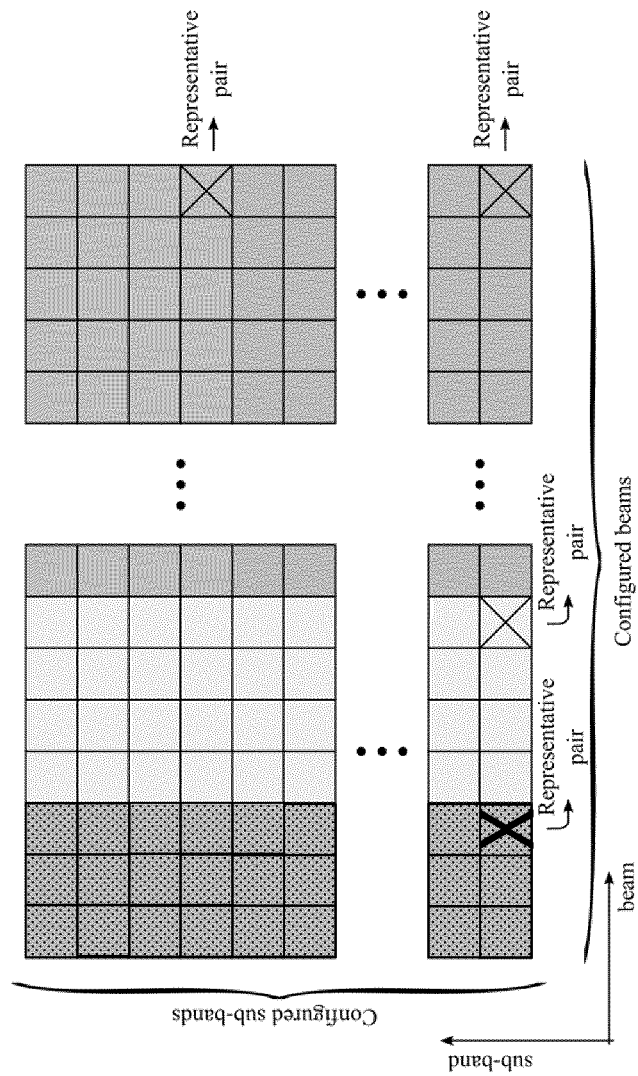 Representative
pair
Representative
pair
Representative
pair
Representative
pair
Configured beams
beam
Configured sub-bands
sub-band